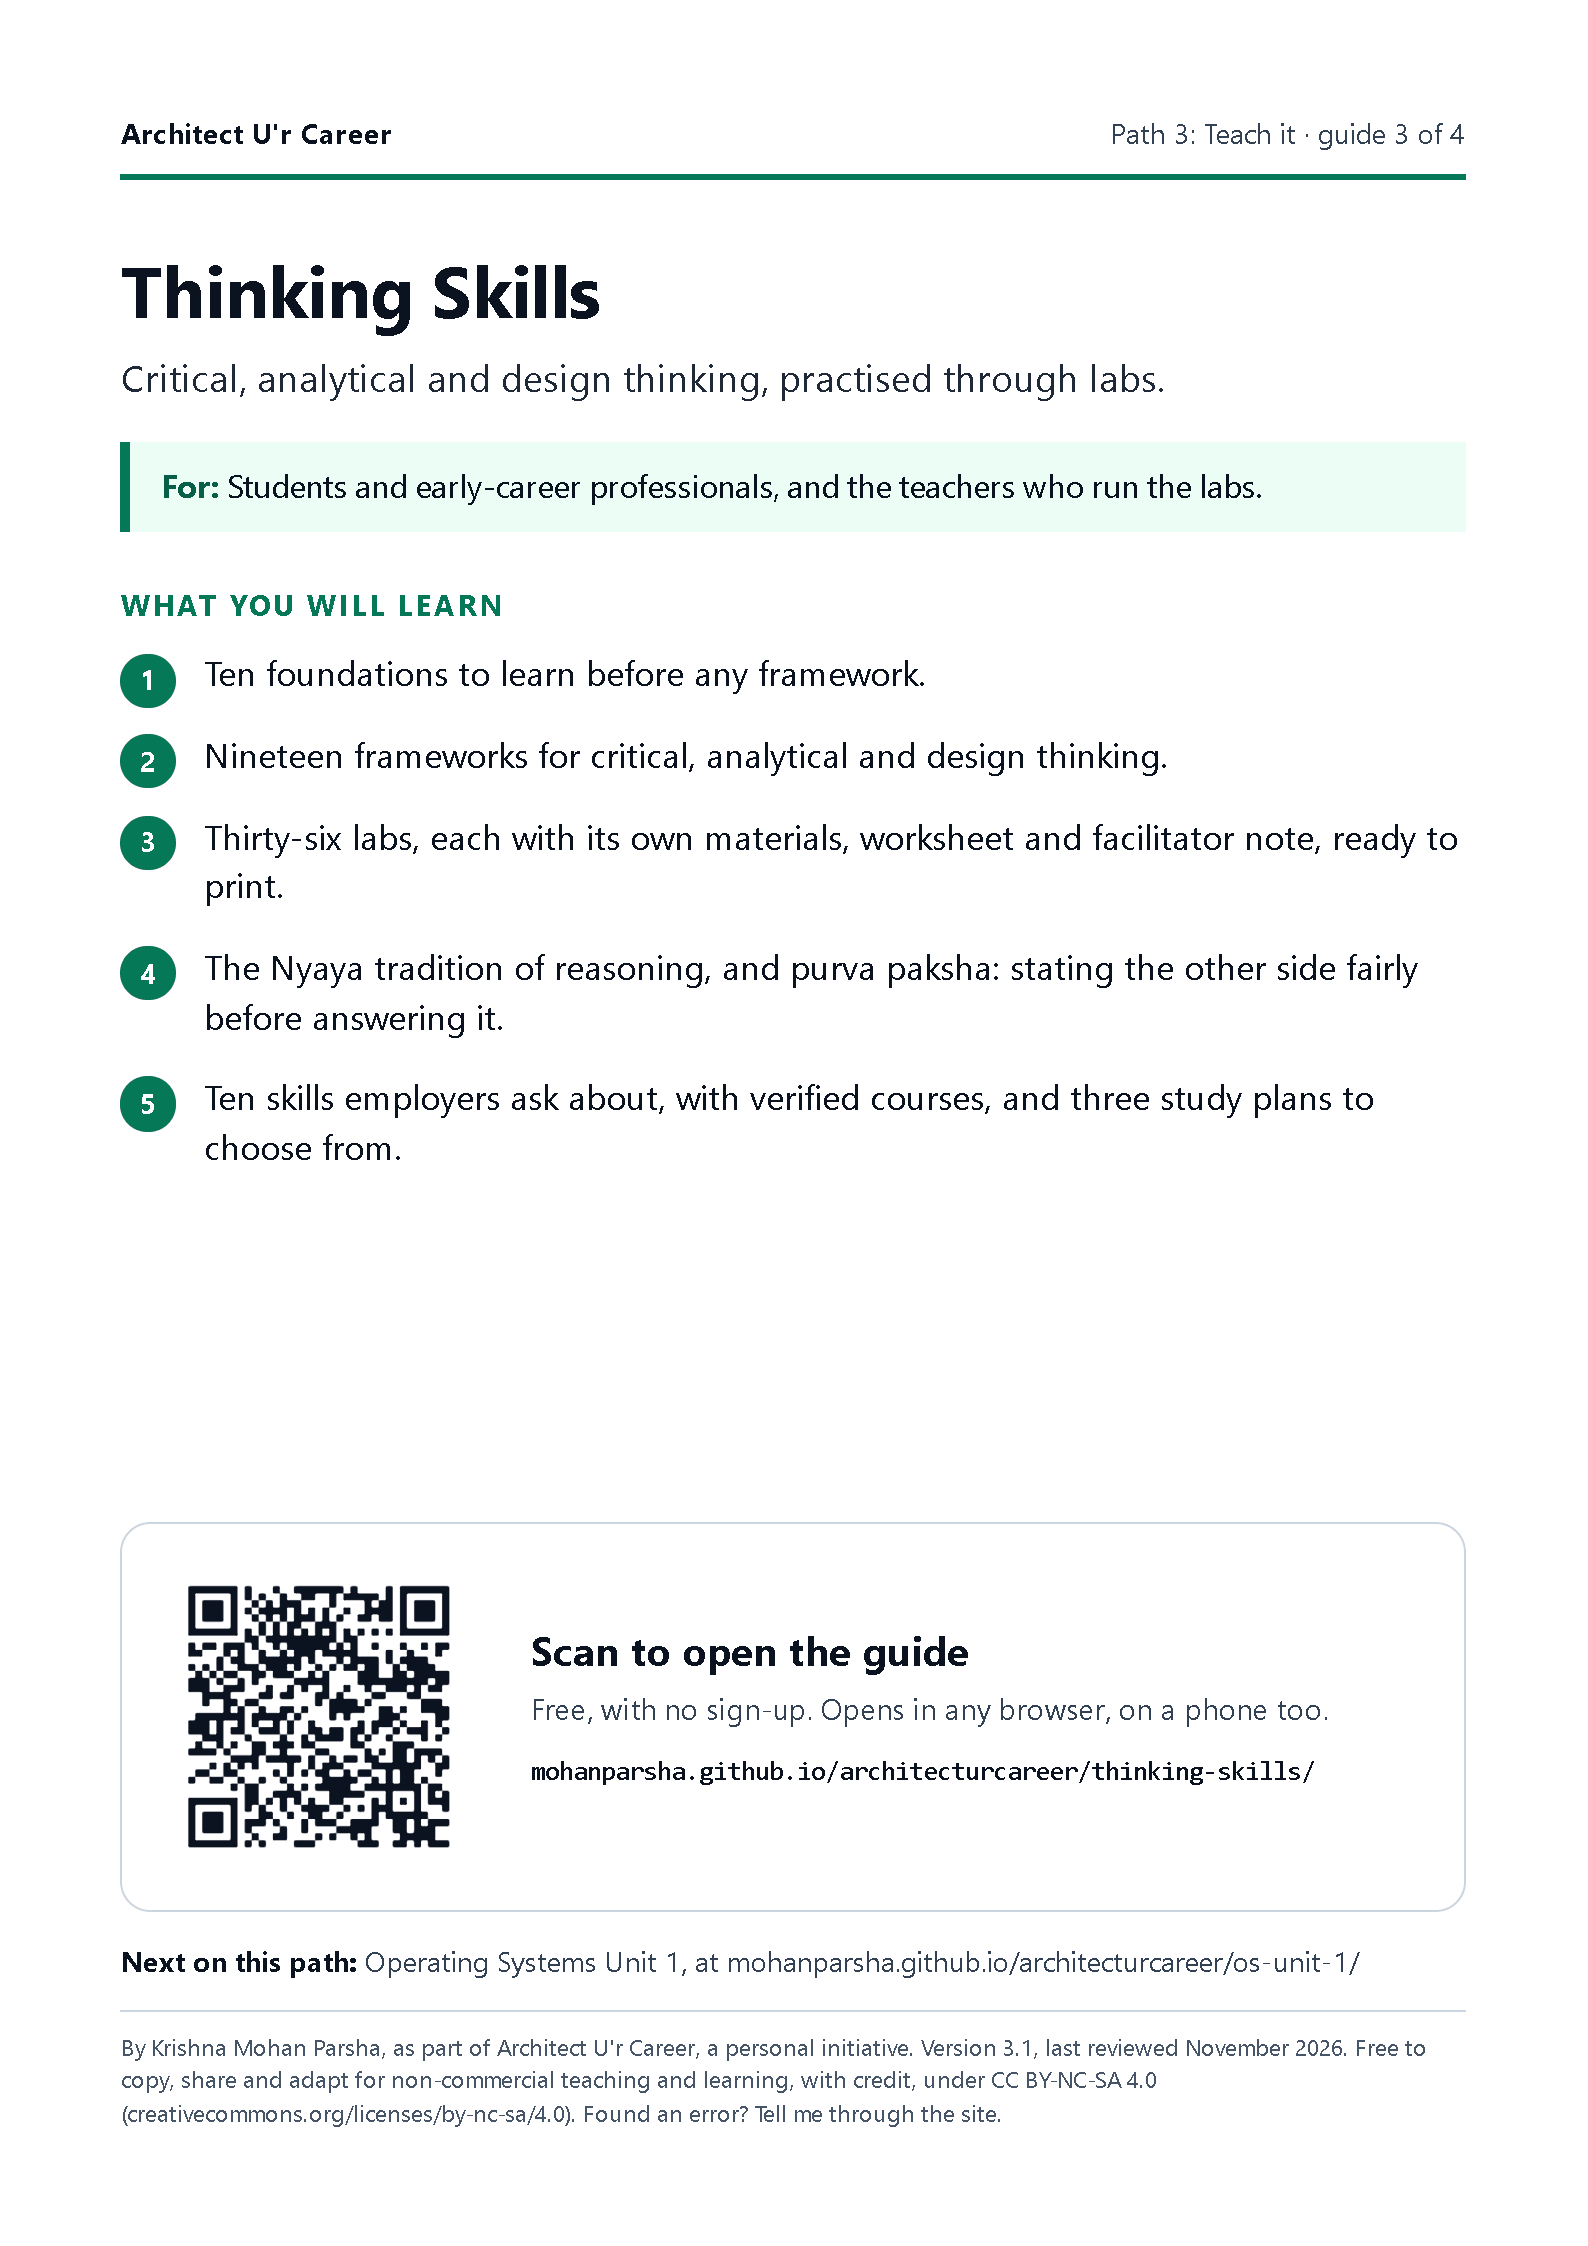 Architect U'r Career
Path 3: Teach it · guide 3 of 4
Thinking Skills
Critical, analytical and design thinking, practised through labs.
For: Students and early-career professionals, and the teachers who run the labs.
WHAT YOU WILL LEARN
1 Ten foundations to learn before any framework.
2 Nineteen frameworks for critical, analytical and design thinking.
3 Thirty-six labs, each with its own materials, worksheet and facilitator note, ready to
print.
4 The Nyaya tradition of reasoning, and purva paksha: stating the other side fairly
before answering it.
5 Ten skills employers ask about, with verified courses, and three study plans to
choose from.
Scan to open the guide
Free, with no sign-up. Opens in any browser, on a phone too.
mohanparsha.github.io/architecturcareer/thinking-skills/
Next on this path: Operating Systems Unit 1, at mohanparsha.github.io/architecturcareer/os-unit-1/
By Krishna Mohan Parsha, as part of Architect U'r Career, a personal initiative. Version 3.1, last reviewed November 2026. Free to
copy, share and adapt for non-commercial teaching and learning, with credit, under CC BY-NC-SA 4.0
(creativecommons.org/licenses/by-nc-sa/4.0). Found an error? Tell me through the site.